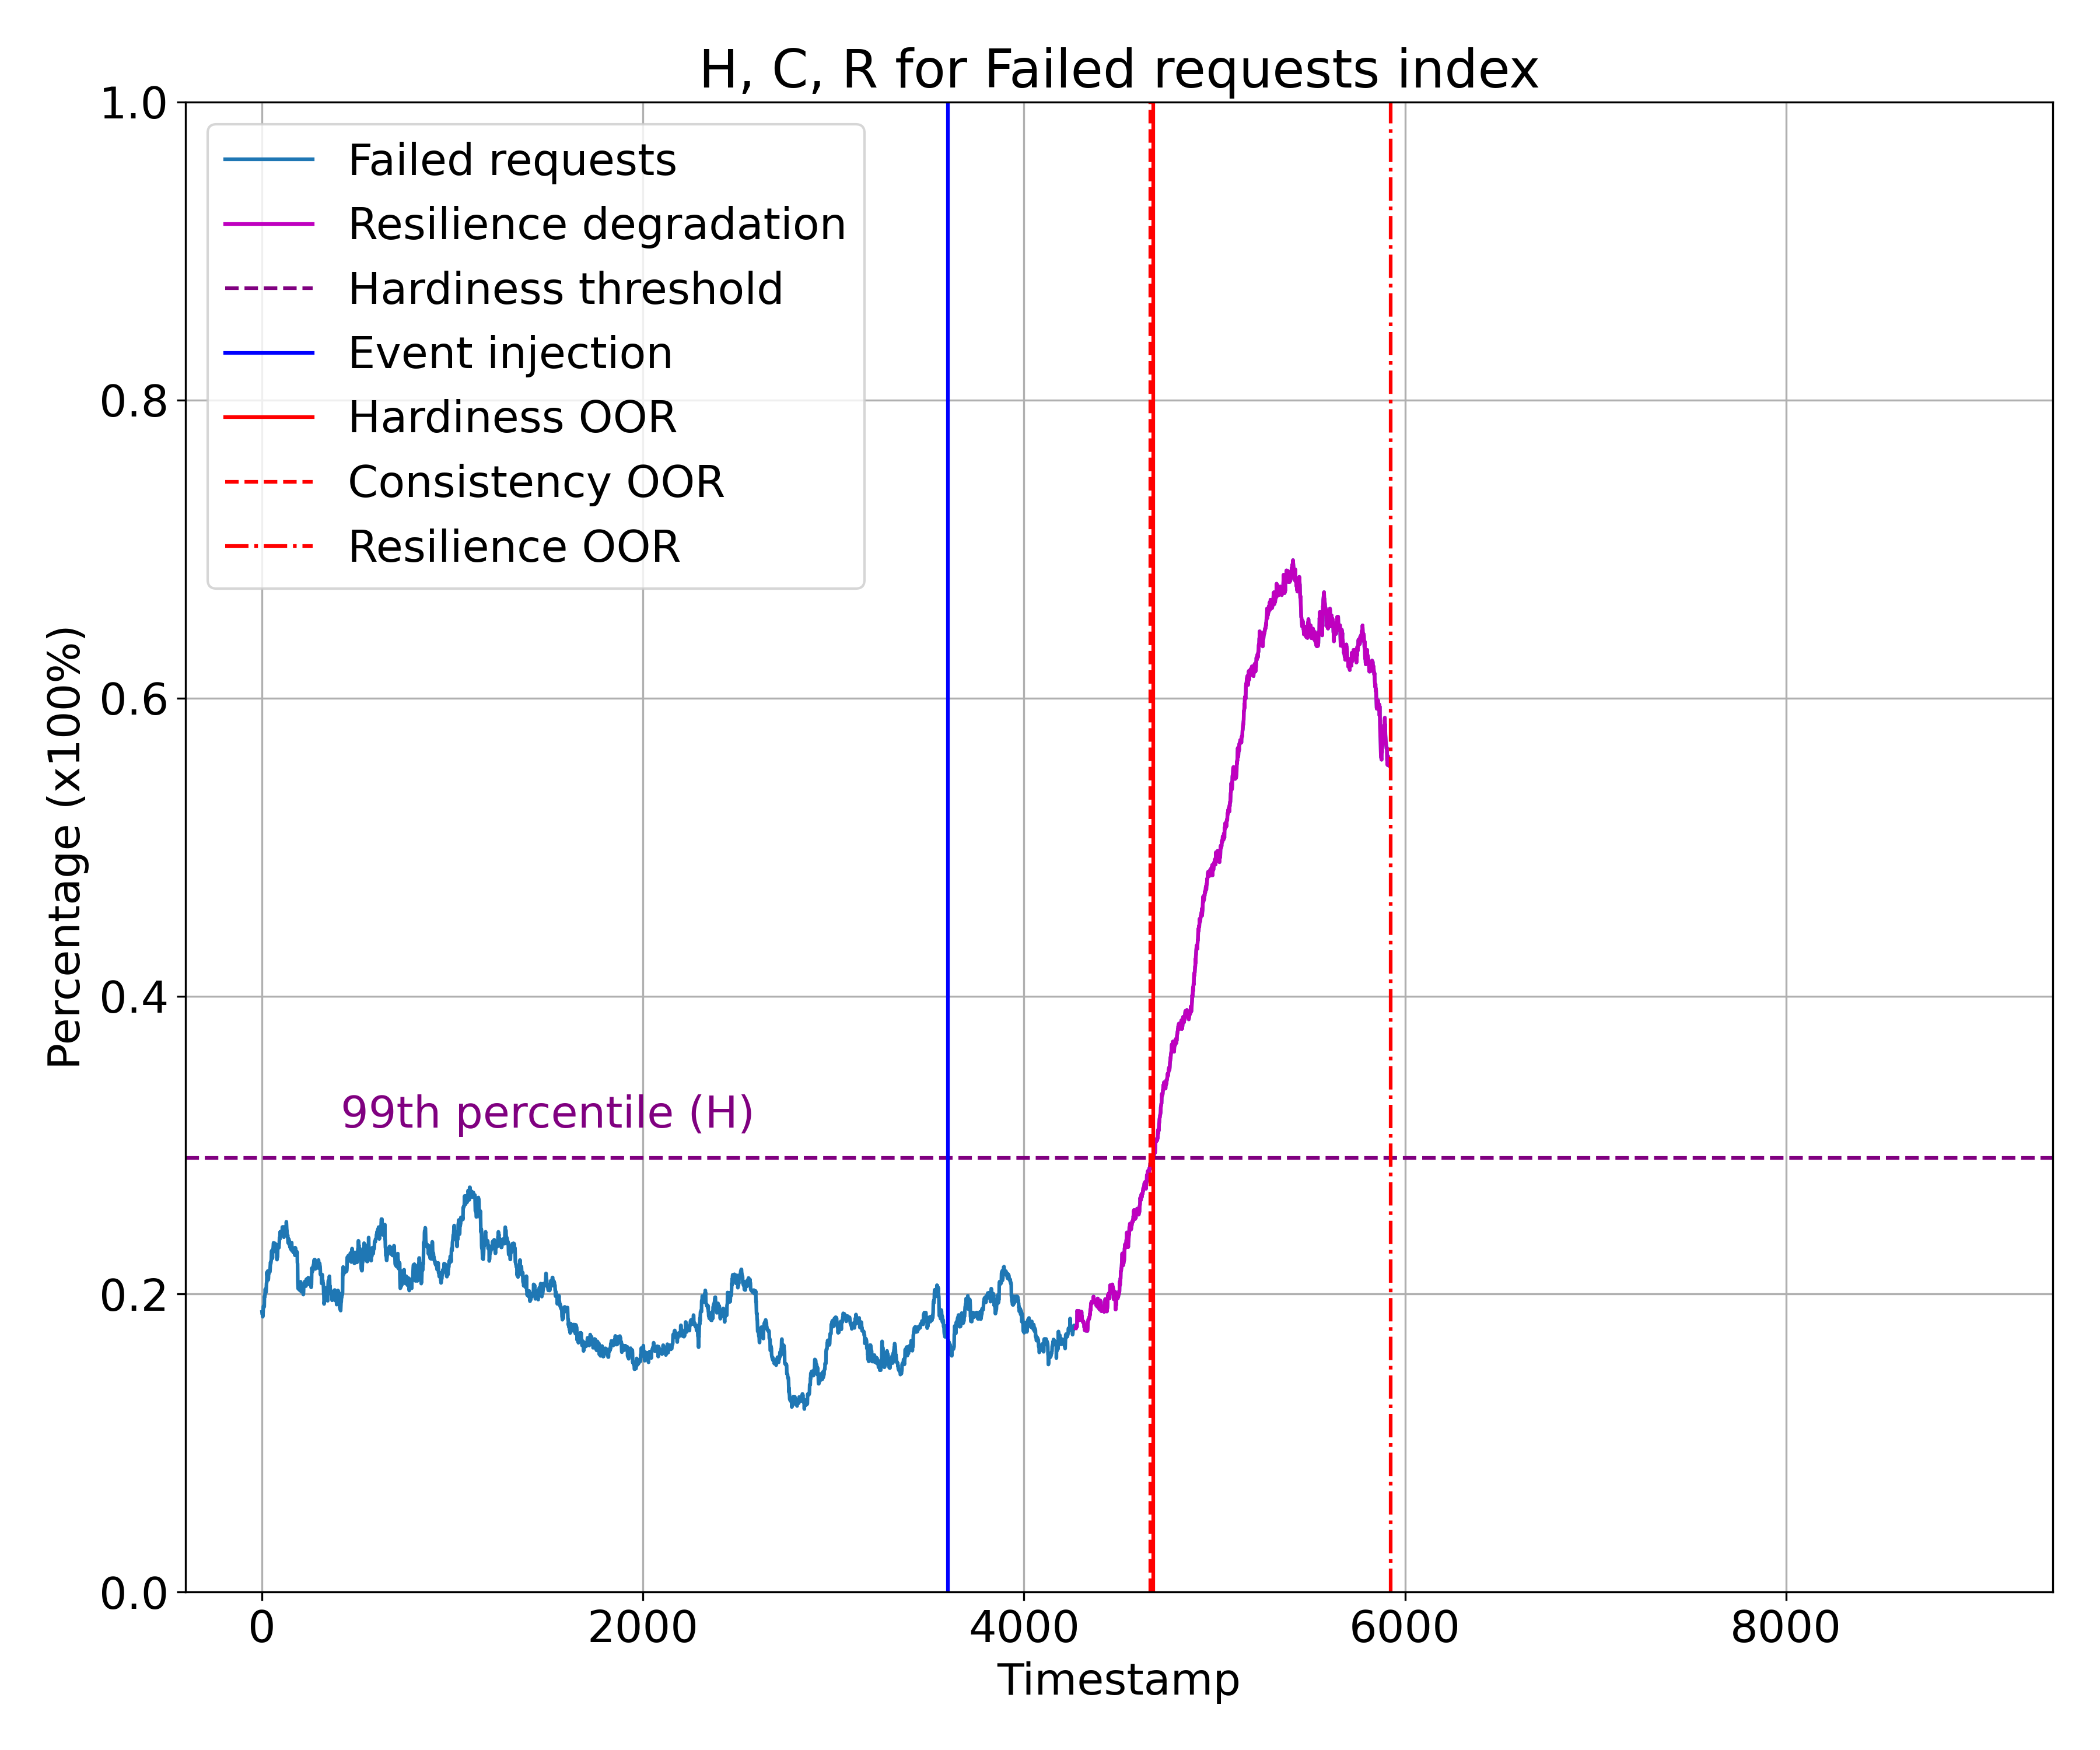 H, C, R for Failed requests index
1.0
0.8
0.6
0.4
0.2
0.0
Percentage (x100%)
Failed requests
Resilience degradation
Hardiness threshold
Event injection
Hardiness OOR
Consistency OOR
Resilience OOR
99th percentile (H)
0 2000 4000 6000 8000
Timestamp